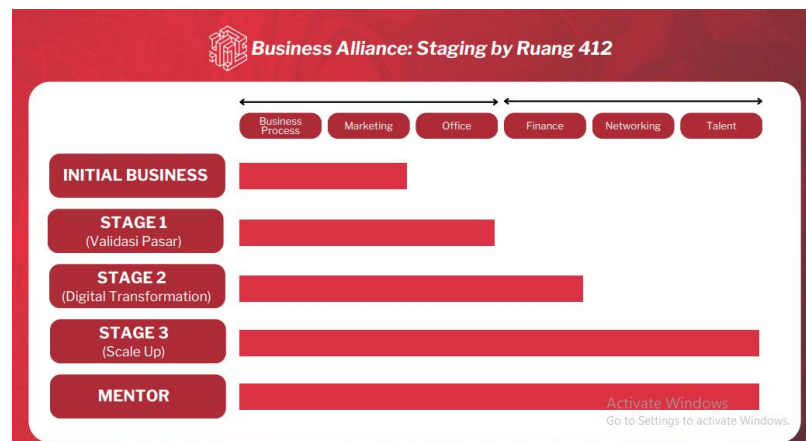 Business Alliance: Staging by Ruang 412
Business
Process
Marketing
Office
Finance
Networking
Talent
INITIAL BUSINESS
STAGE 1
(Validasi Pasar)
STAGE 2
(Digital Transformation)
STAGE 3
(Scale Up)
MENTOR
Activate Windows
Go to Settings to activate Windows.